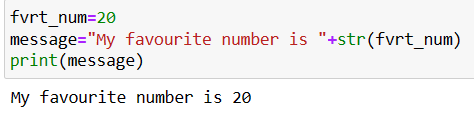 fvrt_num=20
message="My favourite number is "+str(fvrt_num)
print(message)
My favourite number is 20